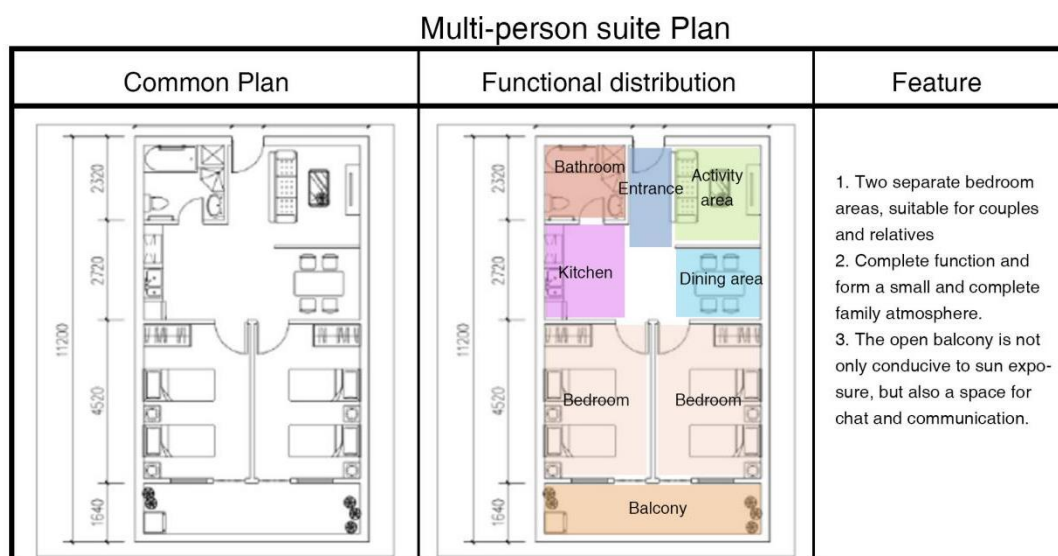 Multi-person suite Plan
Common Plan
Functional distribution
Feature
2320
2720
11200
4520
1640
2320
2720
11200
4520
1640
Bathroom
Entrance
Activity
area
Kitchen
Dining area
Bedroom
Bedroom
Balcony
1. Two separate bedroom
areas, suitable for couples
and relatives
2. Complete function and
form a small and complete
family atmosphere.
3. The open balcony is not
only conducive to sun expo-
sure, but also a space for
chat and communication.